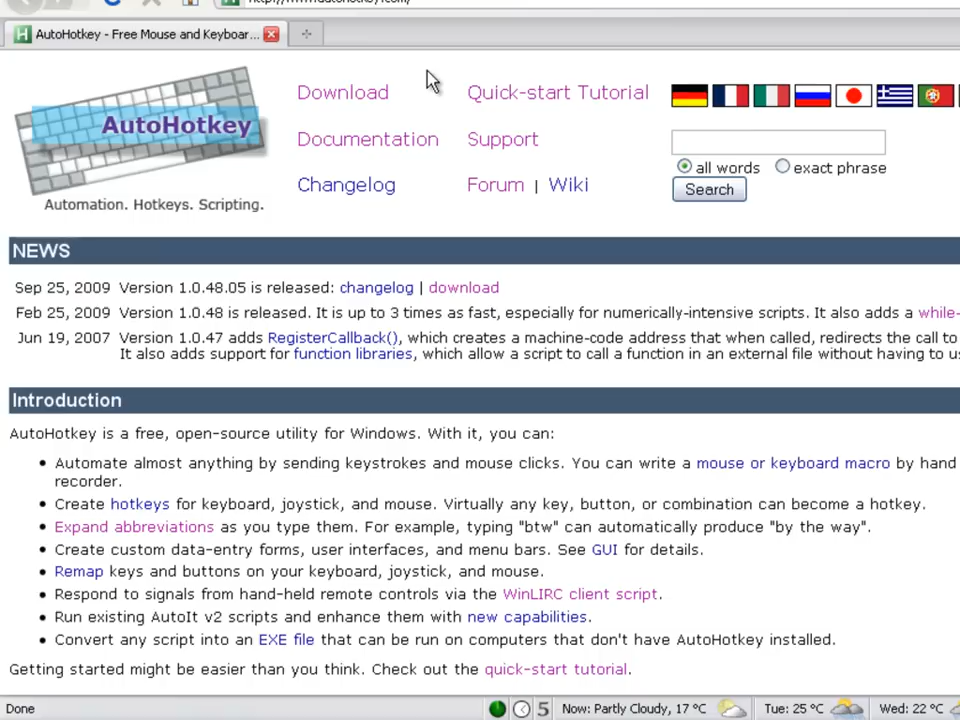 AutoHotkey - Free Mouse and Keyboar...
AutoHotkey
Automation. Hotkeys. Scripting.
Download
Quick-start Tutorial
Documentation
Support
Changelog
Forum | Wiki
all words
exact phrase
Search
NEWS
Sep 25, 2009 Version 1.0.48.05 is released: changelog | download
Feb 25, 2009 Version 1.0.48 is released. It is up to 3 times as fast, especially for numerically-intensive scripts. It also adds a while-
Jun 19, 2007 Version 1.0.47 adds RegisterCallback(), which creates a machine-code address that when called, redirects the call to
It also adds support for function libraries, which allow a script to call a function in an external file without having to us
Introduction
AutoHotkey is a free, open-source utility for Windows. With it, you can:
• Automate almost anything by sending keystrokes and mouse clicks. You can write a mouse or keyboard macro by hand
recorder.
• Create hotkeys for keyboard, joystick, and mouse. Virtually any key, button, or combination can become a hotkey.
• Expand abbreviations as you type them. For example, typing "btw" can automatically produce "by the way".
• Create custom data-entry forms, user interfaces, and menu bars. See GUI for details.
• Remap keys and buttons on your keyboard, joystick, and mouse.
• Respond to signals from hand-held remote controls via the WinLIRC client script.
• Run existing AutoIt v2 scripts and enhance them with new capabilities.
• Convert any script into an EXE file that can be run on computers that don't have AutoHotkey installed.
Getting started might be easier than you think. Check out the quick-start tutorial.
Done
5 Now: Partly Cloudy, 17 °C Tue: 25 °C Wed: 22 °C